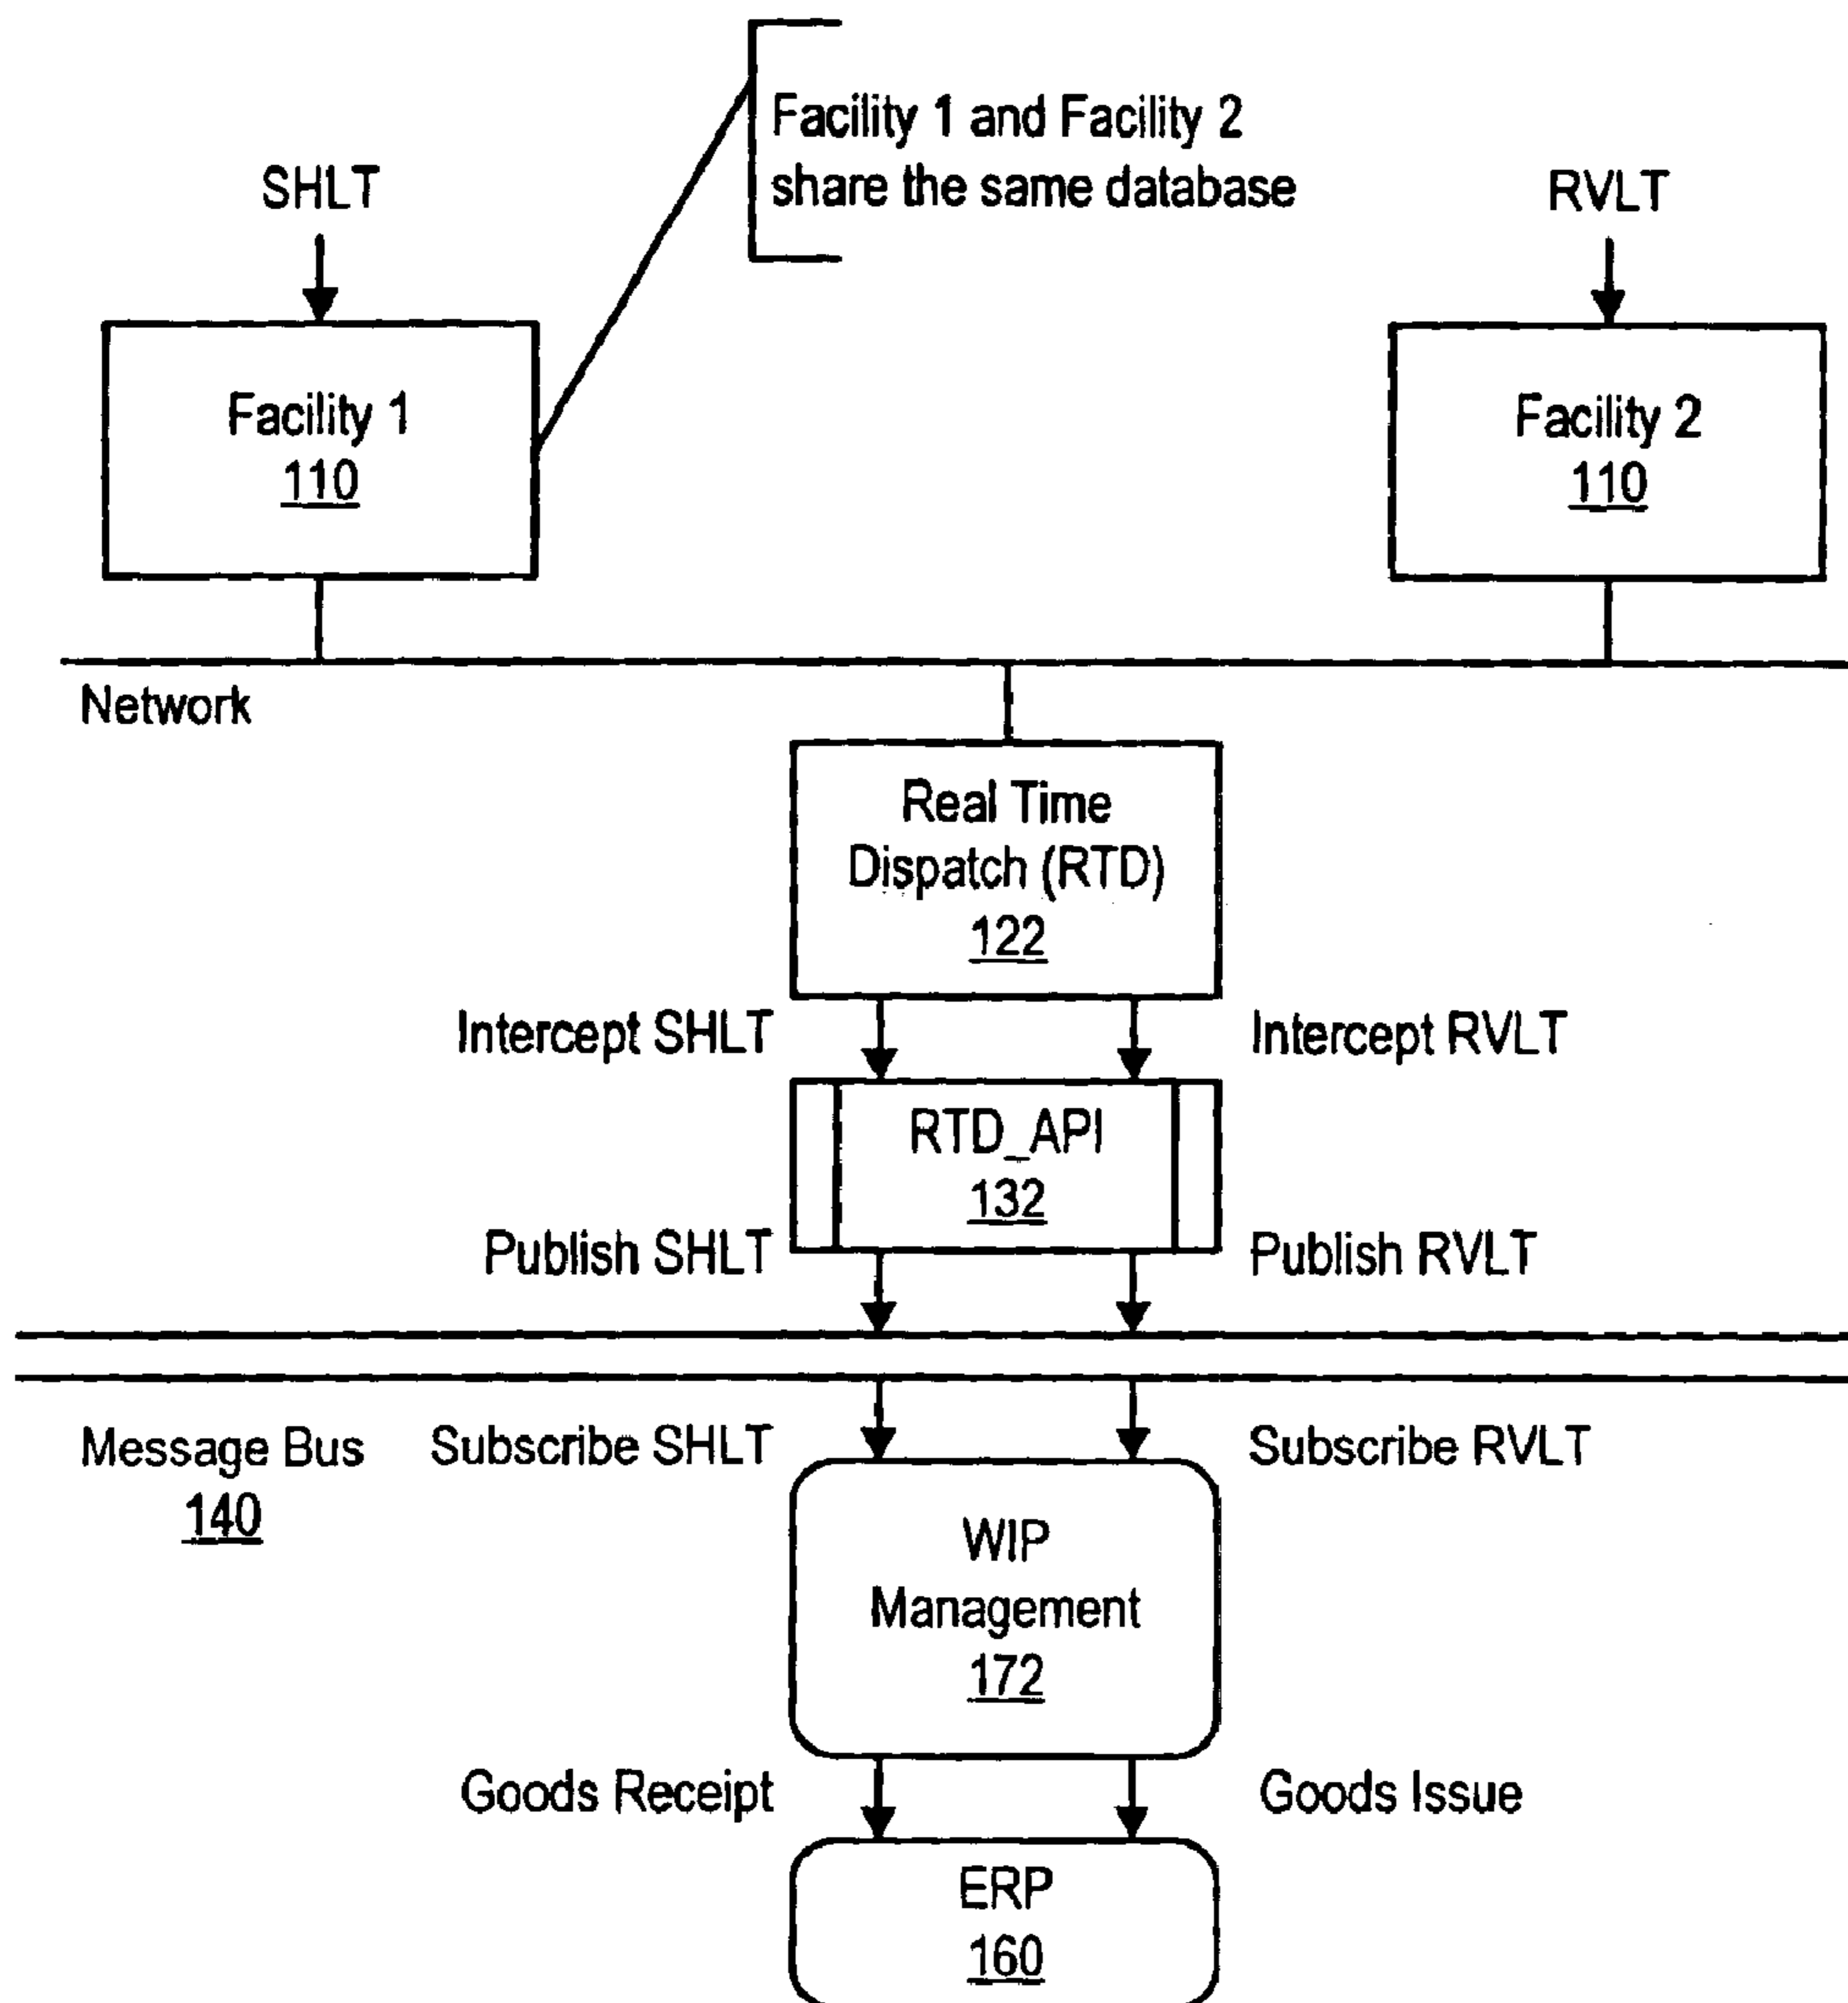 Facility 1 and Facility 2
share the same database
SHLT
RVLT
Facility 1
110
Facility 2
110
Network
Real Time
Dispatch (RTD)
122
Intercept SHLT
Intercept RVLT
RTD_API
132
Publish SHLT
Publish RVLT
Message Bus
140
Subscribe SHLT
Subscribe RVLT
WIP
Management
172
Goods Receipt
Goods Issue
ERP
160